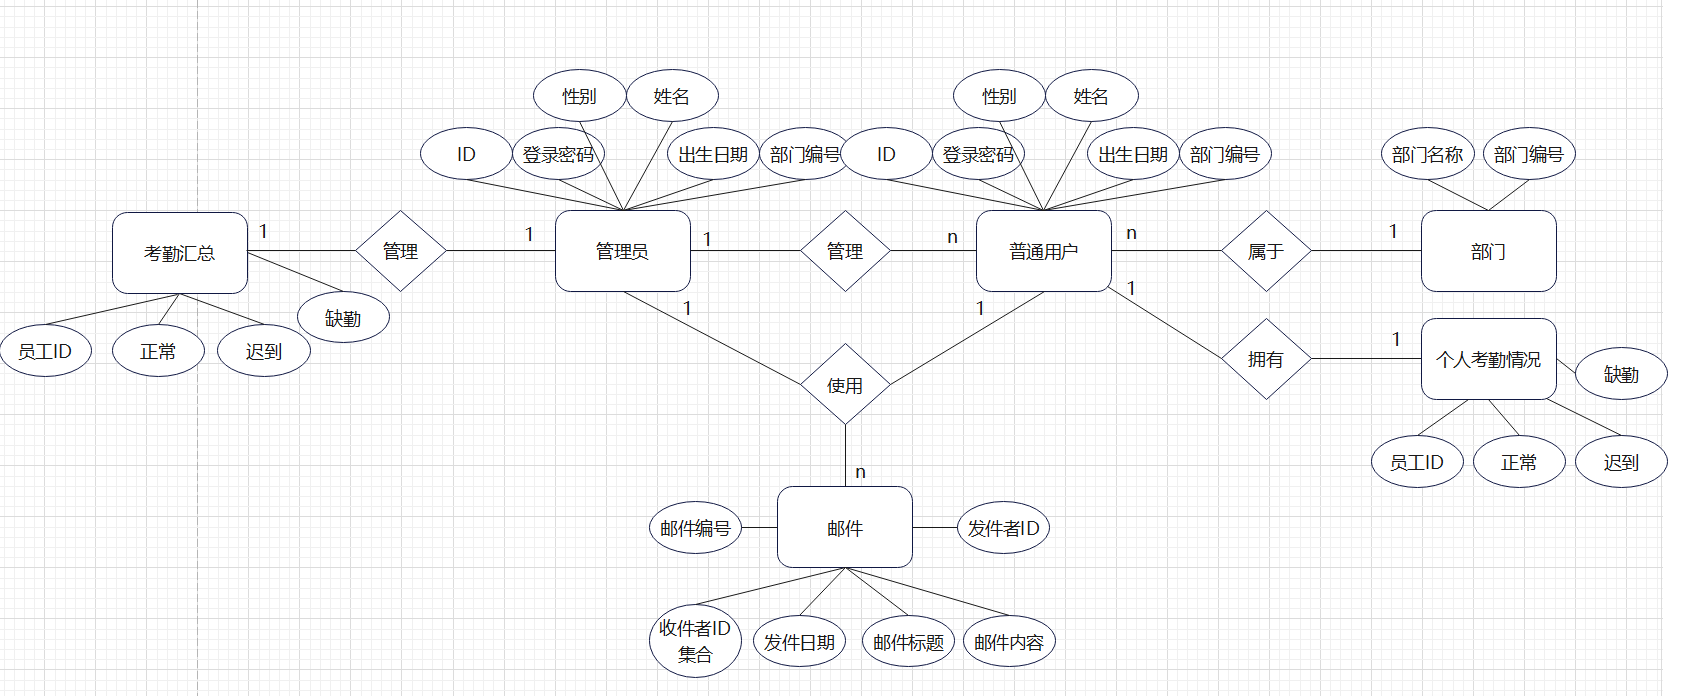 性别
姓名
性别
姓名
ID
登录密码
出生日期
部门编号
ID
登录密码
出生日期
部门编号
部门名称
部门编号
考勤汇总
1
管理
1
管理员
1
管理
n
普通用户
n
属于
1
部门
员工ID
正常
迟到
缺勤
1
1
使用
1
拥有
1
个人考勤情况
缺勤
员工ID
正常
迟到
n
邮件编号
邮件
发件者ID
收件者ID
集合
发件日期
邮件标题
邮件内容